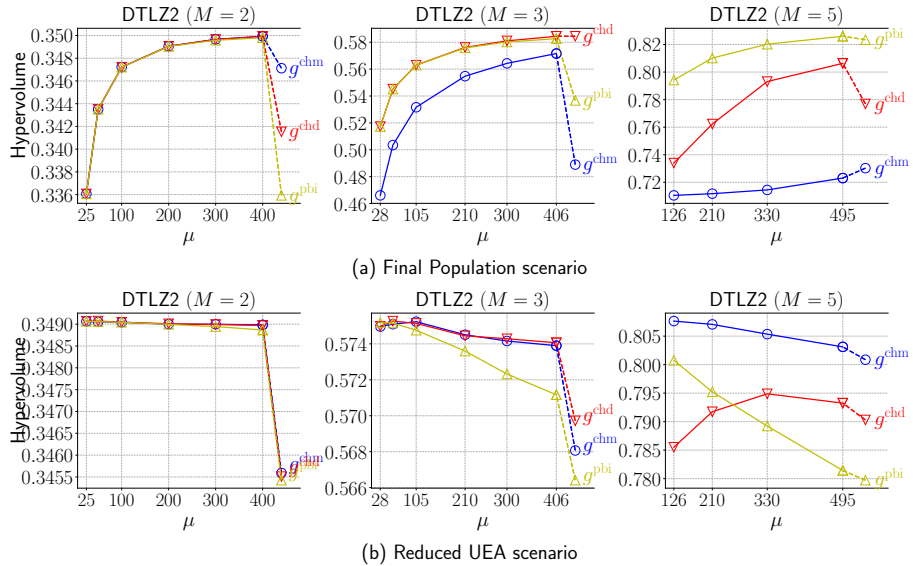 DTLZ2 (M = 2)
DTLZ2 (M = 3)
DTLZ2 (M = 5)
Hypervolume
0.350
0.348
0.346
0.344
0.342
0.340
0.338
0.336
25 100 200 300 400
μ
g^chm
g^chd
g^pbi
0.58
0.56
0.54
0.52
0.50
0.48
0.46
28 105 210 300 406
μ
g^chd
g^pbi
g^chm
0.82
0.80
0.78
0.76
0.74
0.72
126 210 330 495
μ
g^pbi
g^chd
g^chm
(a) Final Population scenario
DTLZ2 (M = 2)
DTLZ2 (M = 3)
DTLZ2 (M = 5)
Hypervolume
0.3490
0.3485
0.3480
0.3475
0.3470
0.3465
0.3460
0.3455
25 100 200 300 400
μ
g^chm
g^chd
g^pbi
0.574
0.572
0.570
0.568
0.566
28 105 210 300 406
μ
g^chd
g^chm
g^pbi
0.805
0.800
0.795
0.790
0.785
0.780
126 210 330 495
μ
g^chm
g^chd
g^pbi
(b) Reduced UEA scenario